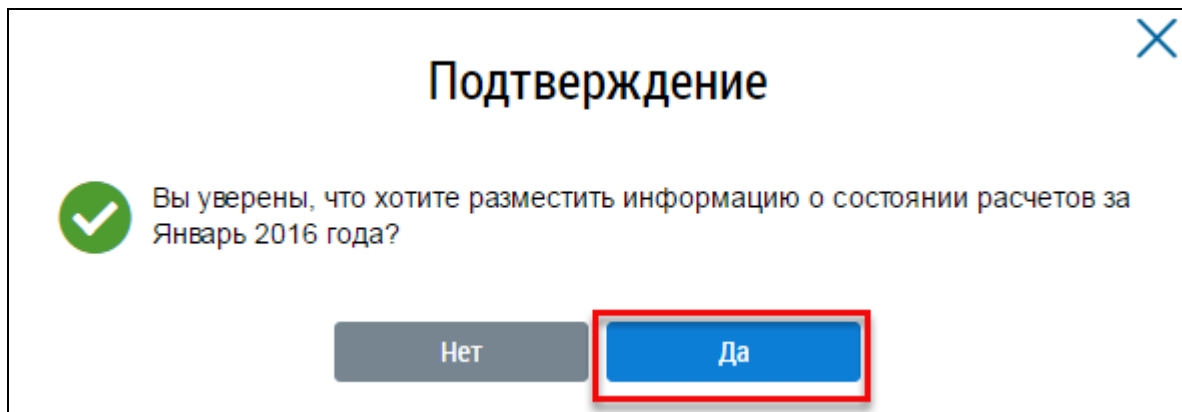 Подтверждение
Вы уверены, что хотите разместить информацию о состоянии расчетов за
Январь 2016 года?
Нет
Да